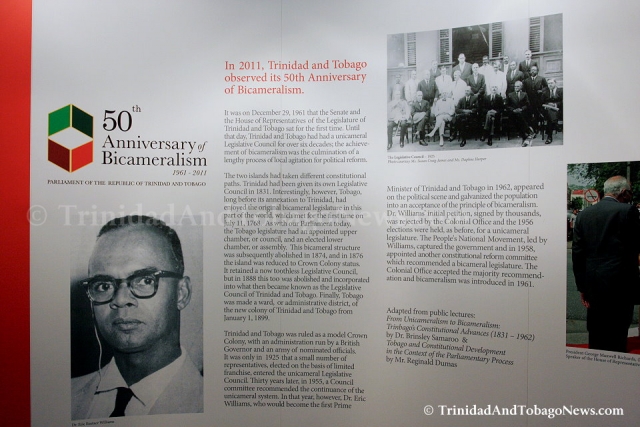 50th
Anniversary of
Bicameralism
1961 - 2011
PARLIAMENT OF THE REPUBLIC OF TRINIDAD AND TOBAGO
Dr. Eric Eustace Williams
In 2011, Trinidad and Tobago
observed its 50th Anniversary
of Bicameralism.
It was on December 29, 1961 that the Senate and
the House of Representatives of the Legislature of
Trinidad and Tobago sat for the first time. Until
that day, Trinidad and Tobago had had a unicameral
Legislative Council for over six decades; the achieve-
ment of bicameralism was the culmination of a
lengthy process of local agitation for political reform.
The two islands had taken different constitutional
paths. Trinidad had been given its own Legislative
Council in 1831. Interestingly, however, Tobago,
long before its annexation to Trinidad, had
enjoyed the original bicameral legislature in this
part of the world, which met for the first time on
July 11, 1768. As with our Parliament today,
the Tobago legislature had an appointed upper
chamber, or council, and an elected lower
chamber, or assembly. This bicameral structure
was subsequently abolished in 1874, and in 1876
the island was reduced to Crown Colony status.
It retained a now toothless Legislative Council,
but in 1888 this too was abolished and incorporated
into what then became known as the Legislative
Council of Trinidad and Tobago. Finally, Tobago
was made a ward, or administrative district, of
the new colony of Trinidad and Tobago from
January 1, 1899.
Trinidad and Tobago was ruled as a model Crown
Colony, with an administration run by a British
Governor and an array of nominated officials.
It was only in 1925 that a small number of
representatives, elected on the basis of limited
franchise, entered the unicameral Legislative
Council. Thirty years later, in 1955, a Council
committee recommended the continuance of the
unicameral system. In that year, however, Dr. Eric
Williams, who would become the first Prime
The Legislative Council
Minister of Trinidad and Tobago in 1962, appeared
on the political scene and galvanized the population
into an acceptance of the principle of bicameralism.
Dr. Williams' initial petition, signed by thousands,
was rejected by the Colonial Office and the 1956
elections were held, as before, for a unicameral
legislature. The People's National Movement, led by
Williams, captured the government and in 1958,
appointed another constitutional reform committee
which recommended a bicameral legislature. The
Colonial Office accepted the majority recommend-
ation and bicameralism was introduced in 1961.
Adapted from public lectures:
From Unicameralism to Bicameralism:
Trinbago's Constitutional Advances (1831 – 1962)
by Dr. Brinsley Samaroo &
Tobago and Constitutional Development
in the Context of the Parliamentary Process
by Mr. Reginald Dumas
President George Maxwell Richards
Speaker of the House of Representatives
© TrinidadAndTobagoNews.com
© TrinidadAndTobagoNews.com